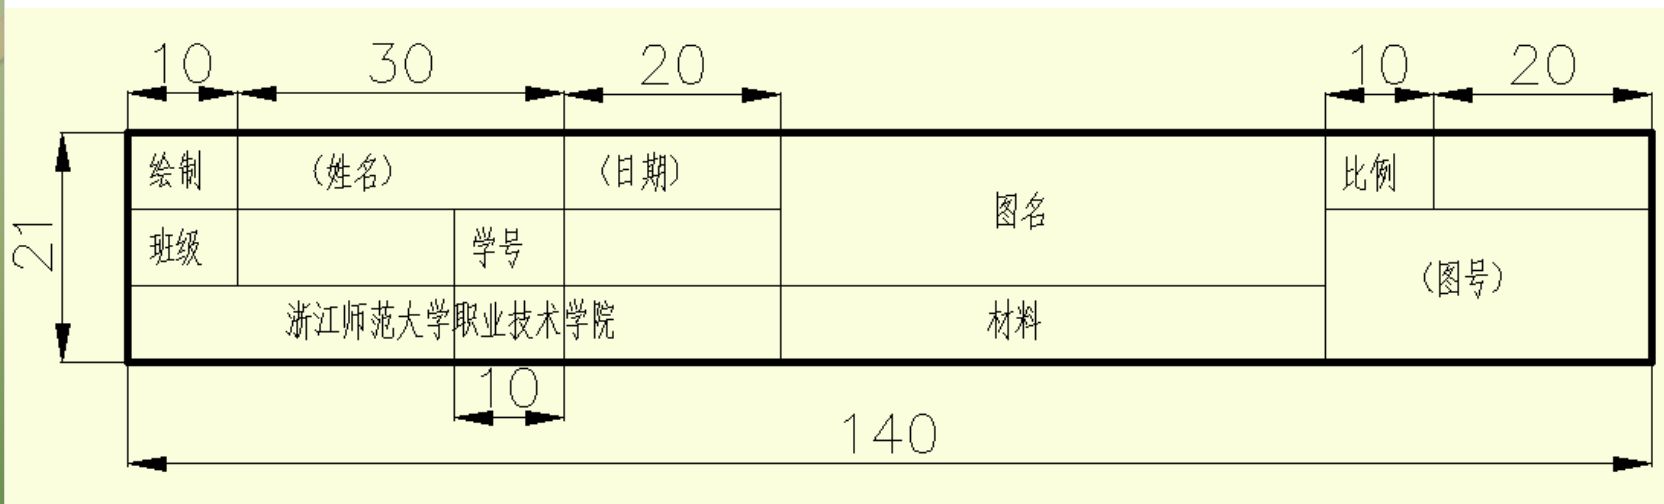 10 30 20 10 20
绘制 (姓名) (日期) 比例
图名
21
班级 学号
(图号)
浙江师范大学职业技术学院 材料
10
140